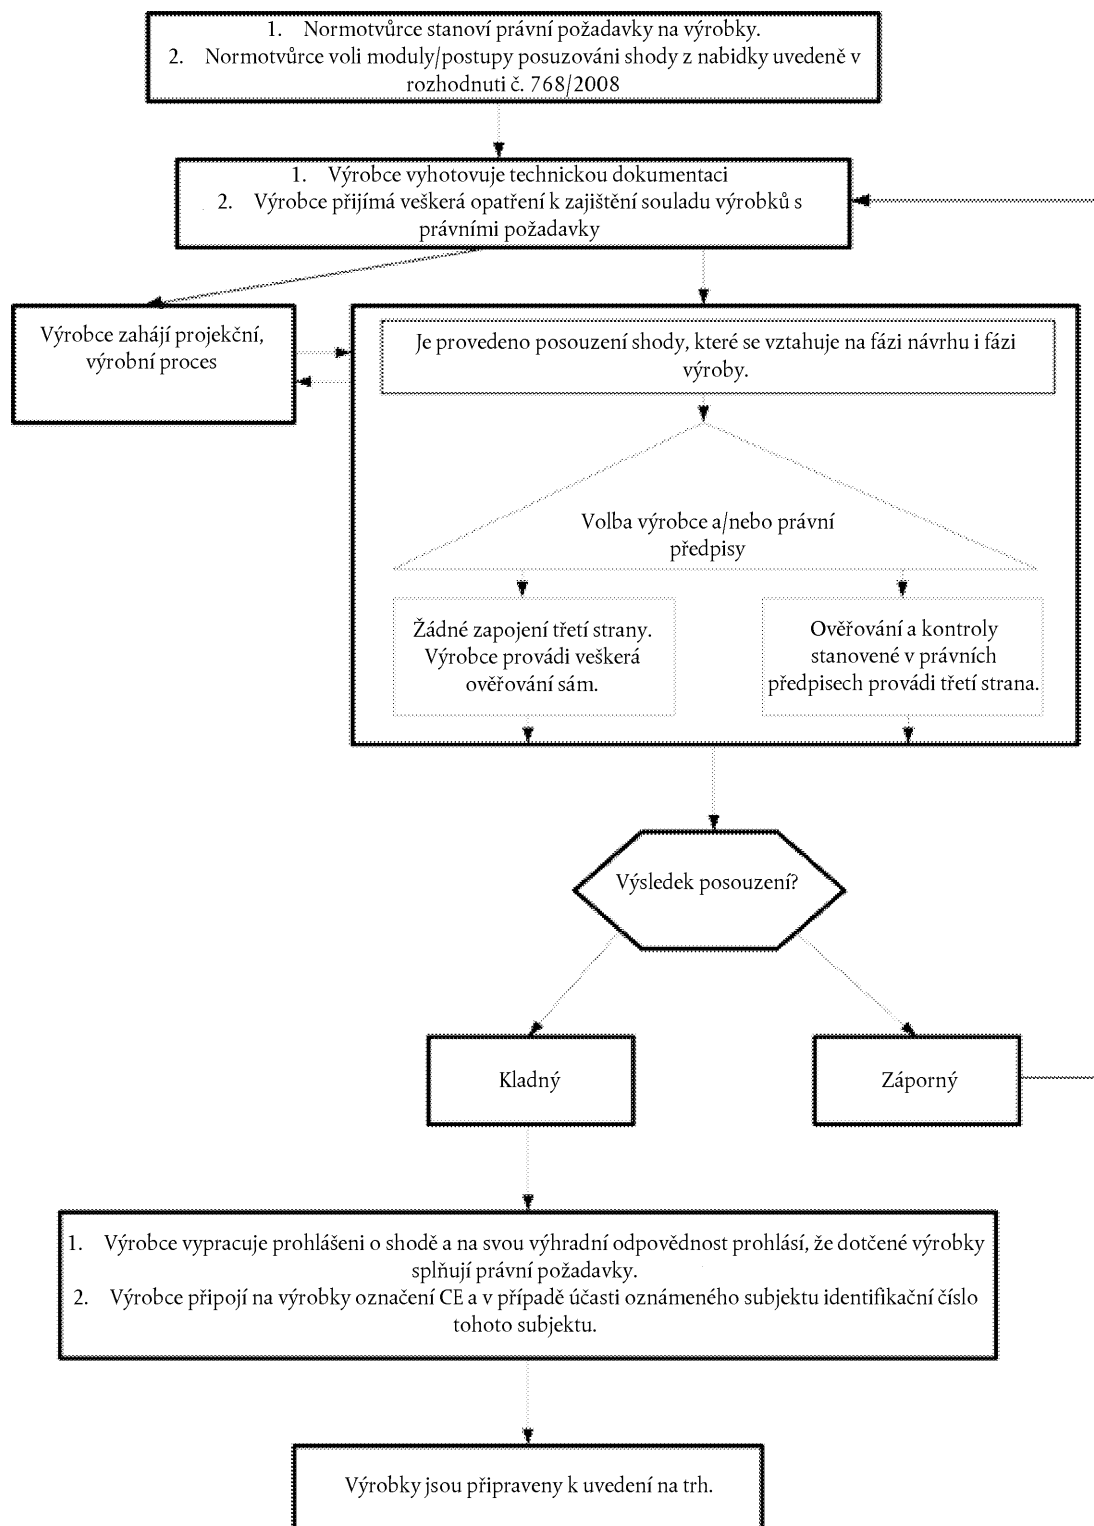 1. Normotvůrce stanoví právní požadavky na výrobky.
2. Normotvůrce voli moduly/postupy posuzováni shody z nabidky uvedeně v
rozhodnuti č. 768/2008
1. Výrobce vyhotovuje technickou dokumentaci
2. Výrobce přijímá veškerá opatření k zajištění souladu výrobků s
právními požadavky
Výrobce zahájí projekční,
výrobní proces
Je provedeno posouzení shody, které se vztahuje na fázi návrhu i fázi
výroby.
Volba výrobce a/nebo právní
předpisy
Žádné zapojení třetí strany.
Výrobce provádi veškerá
ověřování sám.
Ověřování a kontroly
stanovené v právních
předpisech provádi třetí strana.
Výsledek posouzení?
Kladný
Záporný
1. Výrobce vypracuje prohlášeni o shodě a na svou výhradní odpovědnost prohlásí, že dotčené výrobky
splňují právní požadavky.
2. Výrobce připojí na výrobky označení CE a v případě účasti oznámeného subjektu identifikační číslo
tohoto subjektu.
Výrobky jsou připraveny k uvedení na trh.